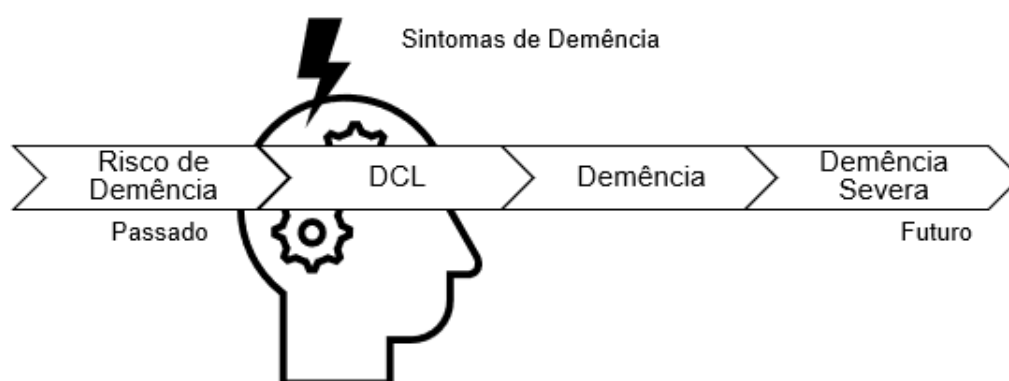 Sintomas de Demência
Risco de
Demência
DCL
Demência
Demência
Severa
Passado
Futuro